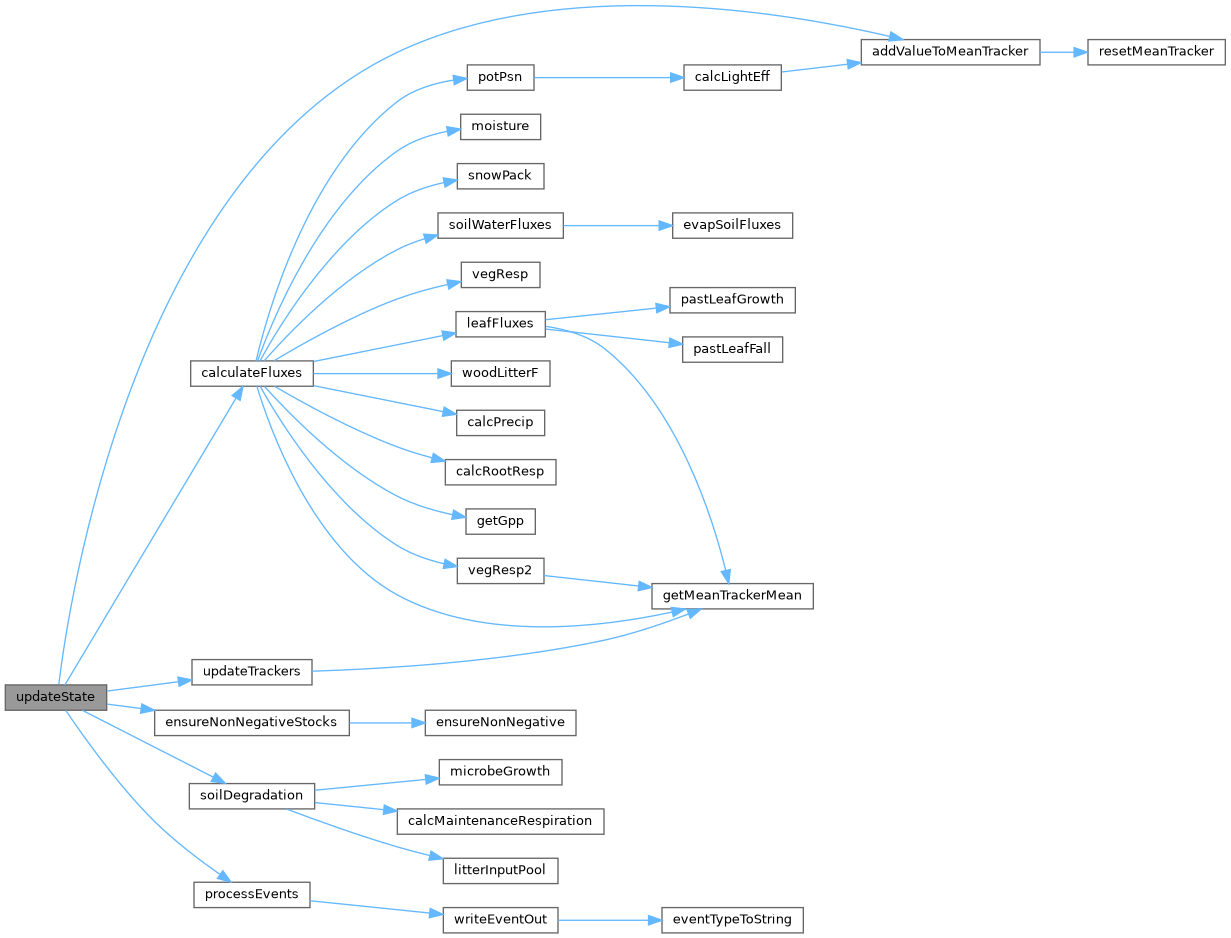 addValueToMeanTracker
resetMeanTracker
potPsn
calcLightEff
moisture
snowPack
soilWaterFluxes
evapSoilFluxes
vegResp
pastLeafGrowth
leafFluxes
pastLeafFall
calculateFluxes
woodLitterF
calcPrecip
calcRootResp
getGpp
vegResp2
getMeanTrackerMean
updateTrackers
updateState
ensureNonNegativeStocks
ensureNonNegative
microbeGrowth
soilDegradation
calcMaintenanceRespiration
litterInputPool
processEvents
writeEventOut
eventTypeToString